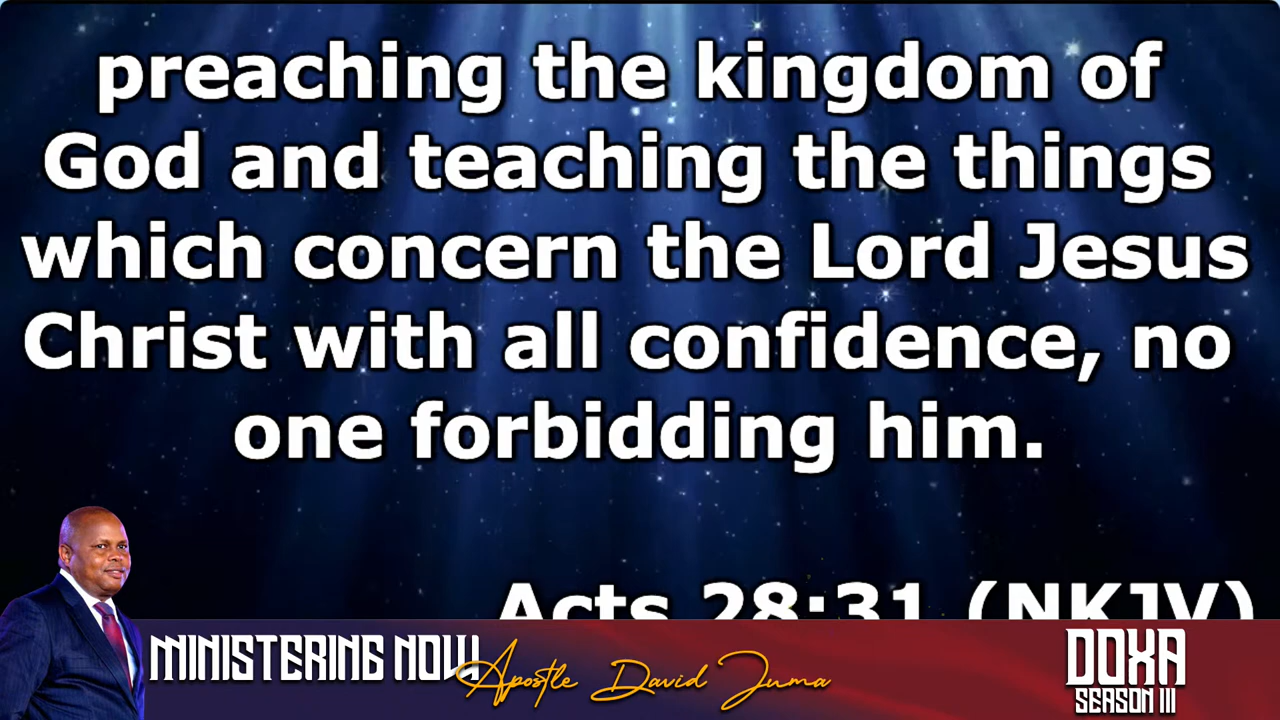 preaching the kingdom of
God and teaching the things
which concern the Lord Jesus
Christ with all confidence, no
one forbidding him.
Acts 28:31 (NKJV)
MINISTERING NOW
Apostle David Juma
DOXA
SEASON III